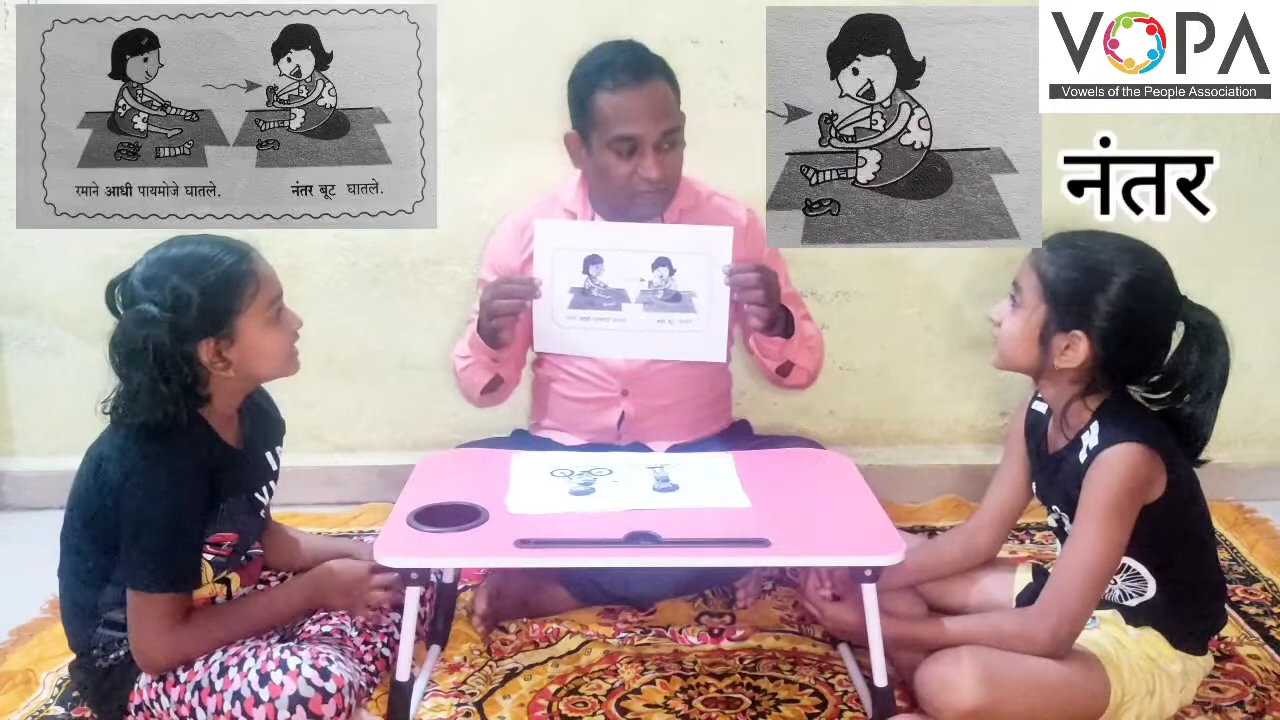 रमाने आधी पायमोजे घातले.
नंतर बूट घातले.
VOPA
Vowels of the People Association
नंतर